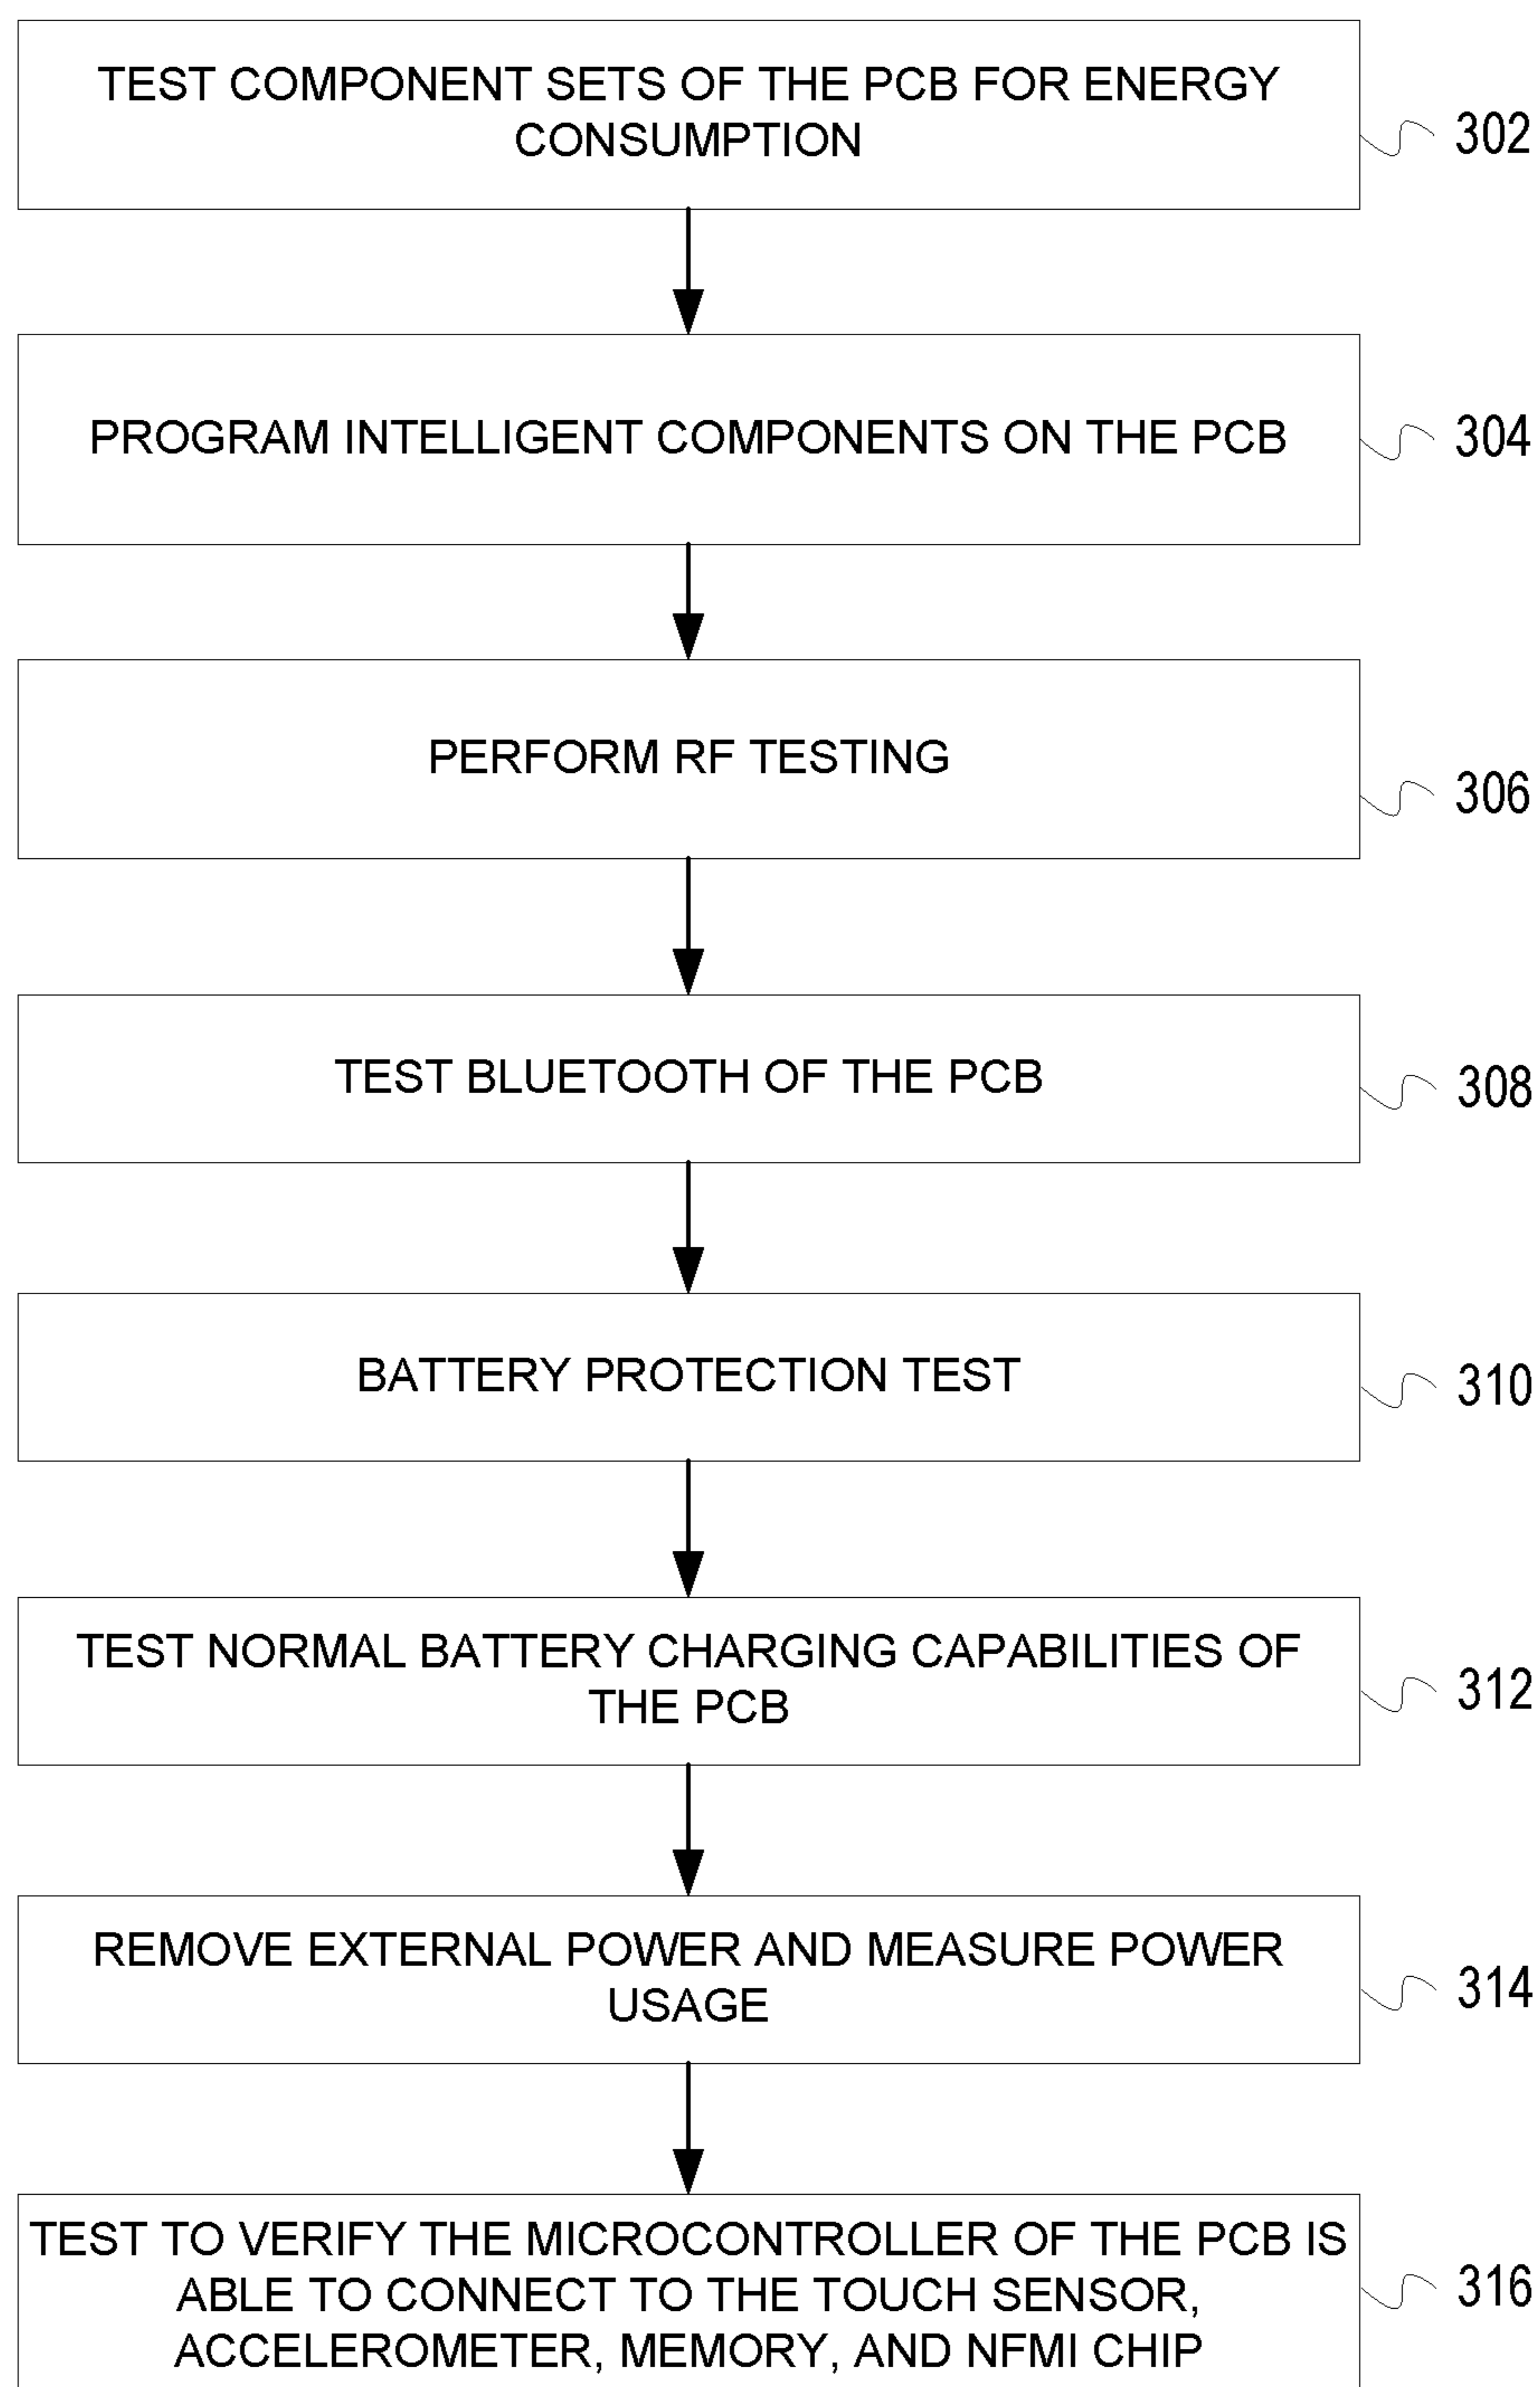 TEST COMPONENT SETS OF THE PCB FOR ENERGY
CONSUMPTION
302
PROGRAM INTELLIGENT COMPONENTS ON THE PCB
304
PERFORM RF TESTING
306
TEST BLUETOOTH OF THE PCB
308
BATTERY PROTECTION TEST
310
TEST NORMAL BATTERY CHARGING CAPABILITIES OF
THE PCB
312
REMOVE EXTERNAL POWER AND MEASURE POWER
USAGE
314
TEST TO VERIFY THE MICROCONTROLLER OF THE PCB IS
ABLE TO CONNECT TO THE TOUCH SENSOR,
ACCELEROMETER, MEMORY, AND NFMI CHIP
316